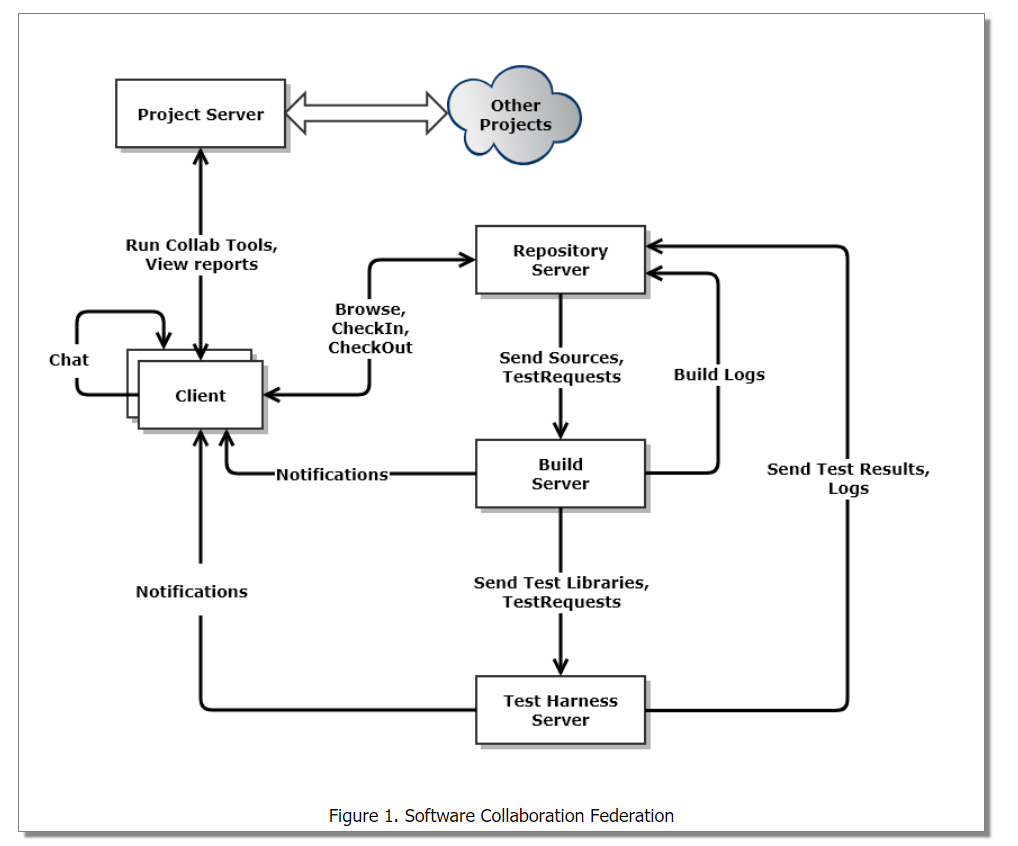 Project Server
Other
Projects
Run Collab Tools,
View reports
Repository
Server
Browse,
CheckIn,
CheckOut
Chat
Client
Send Sources,
TestRequests
Build Logs
Notifications
Build
Server
Send Test Results,
Logs
Send Test Libraries,
TestRequests
Notifications
Test Harness
Server
Figure 1. Software Collaboration Federation